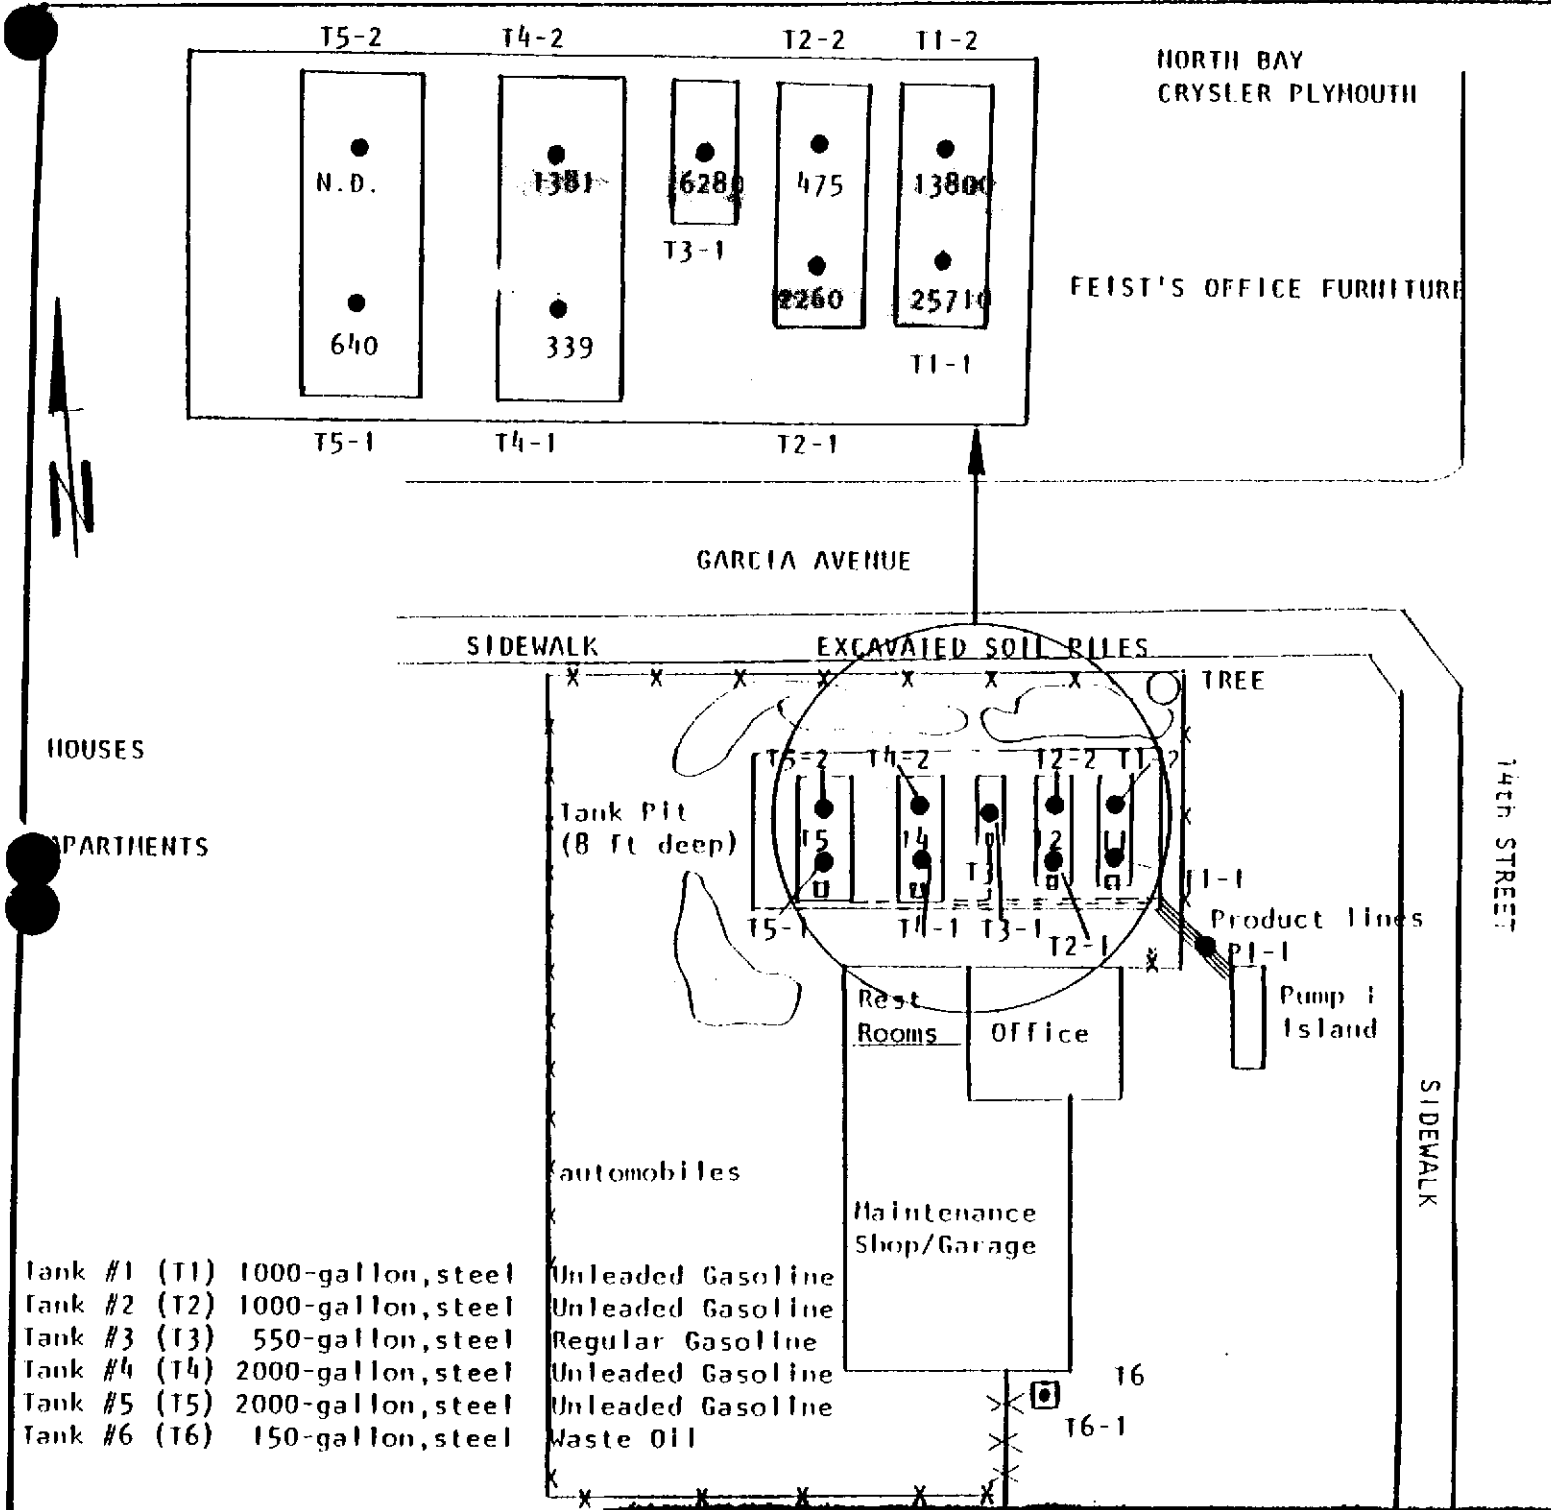 T5-2 T4-2 T2-2 T1-2
NORTH BAY
CRYSLER PLYMOUTH
N.D. 1381 6280 475 13800
T3-1
FEIST'S OFFICE FURNITURE
2260 25710
640 339
T1-1
T5-1 T4-1 T2-1
N
GARCIA AVENUE
SIDEWALK EXCAVATED SOIL PILES
TREE
HOUSES
T5-2 T4-2 T2-2 T1-2
14th STREET
Tank Pit
(8 ft deep)
T5 T4 T2
T3
T1-1
T5-1 T4-1 T3-1 T2-1
Product lines
P1-1
Rest
Rooms
Office
Pump
Island
SIDEWALK
automobiles
Maintenance
Shop/Garage
Tank #1 (T1) 1000-gallon,steel Unleaded Gasoline
Tank #2 (T2) 1000-gallon,steel Unleaded Gasoline
Tank #3 (T3) 550-gallon,steel Regular Gasoline
Tank #4 (T4) 2000-gallon,steel Unleaded Gasoline
Tank #5 (T5) 2000-gallon,steel Unleaded Gasoline
Tank #6 (T6) 150-gallon,steel Waste Oil
T6
T6-1